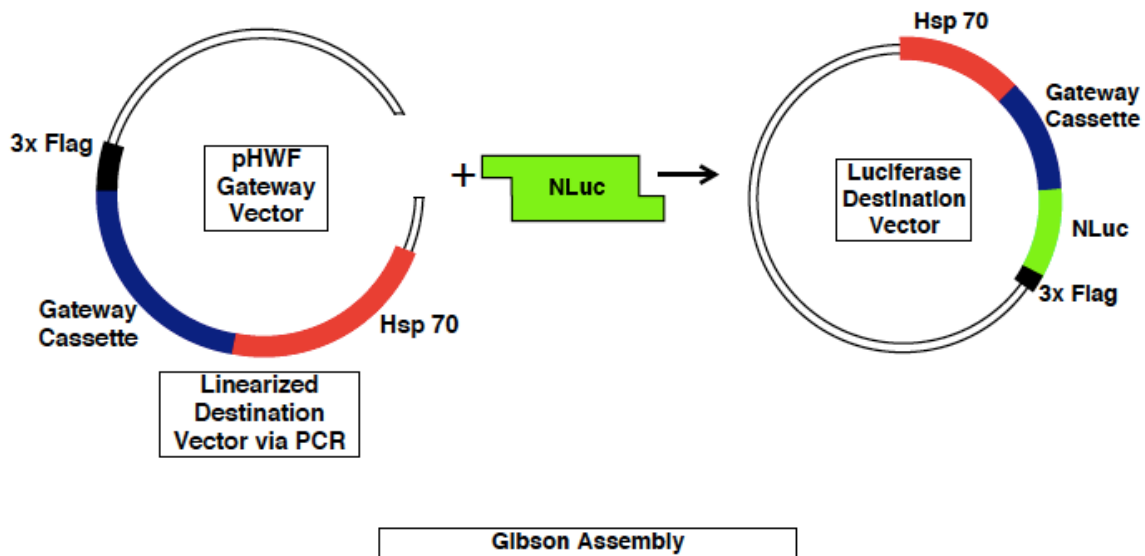 3x Flag
pHWF
Gateway
Vector
Gateway
Cassette
Hsp 70
Linearized
Destination
Vector via PCR
+
NLuc
Hsp 70
Gateway
Cassette
Luciferase
Destination
Vector
NLuc
3x Flag
Gibson Assembly